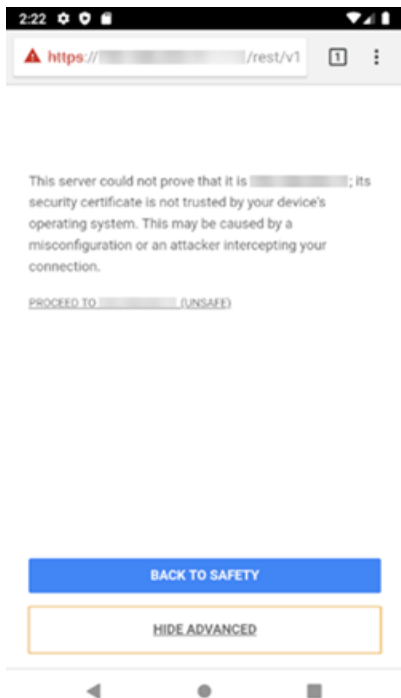 2:22
https:// /rest/v1 1
This server could not prove that it is ; its
security certificate is not trusted by your device's
operating system. This may be caused by a
misconfiguration or an attacker intercepting your
connection.
PROCEED TO (UNSAFE)
BACK TO SAFETY
HIDE ADVANCED